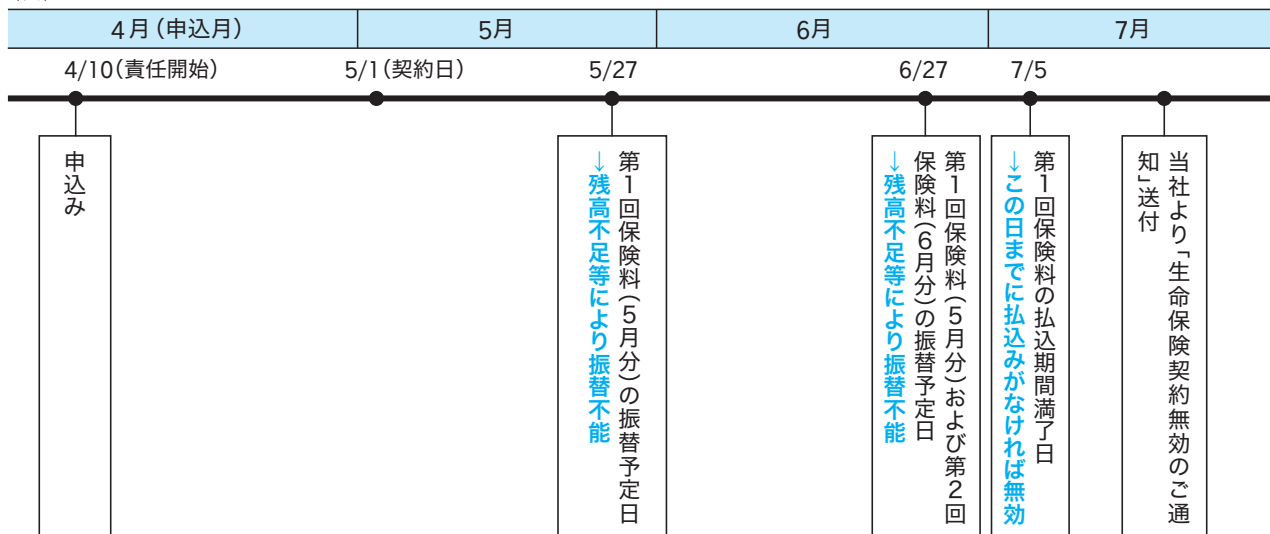 4月(申込月)
5月
6月
7月
4/10(責任開始)
5/1(契約日)
5/27
6/27
7/5
申込み
第1回保険料(5月分)の振替予定日
↓残高不足等により振替不能
第1回保険料(5月分)および第2回
保険料(6月分)の振替予定日
↓残高不足等により振替不能
第1回保険料の払込期間満了日
↓この日までに払込みがなければ無効
当社より「生命保険契約無効のご通
知」送付